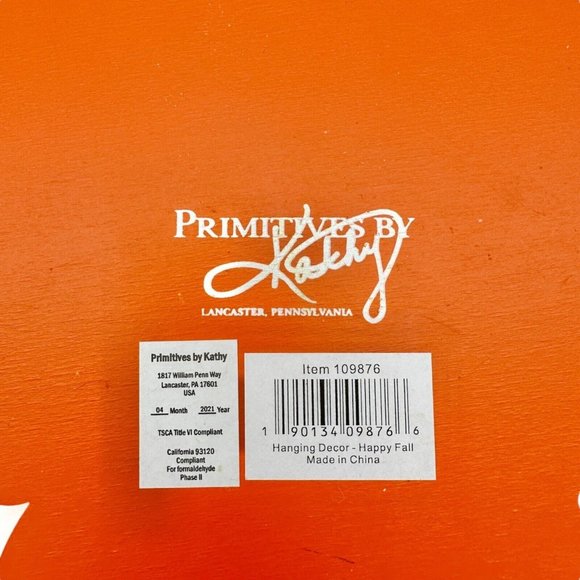 PRIMITIVES BY
Kathy
LANCASTER, PENNSYLVANIA
Primitives by Kathy
1817 William Penn Way
Lancaster, PA 17601
USA
04 Month 2021 Year
TSCA Title VI Compliant
California 93120
Compliant
For formaldehyde
Phase II
Item 109876
1 90134 09876 6
Hanging Decor - Happy Fall
Made in China